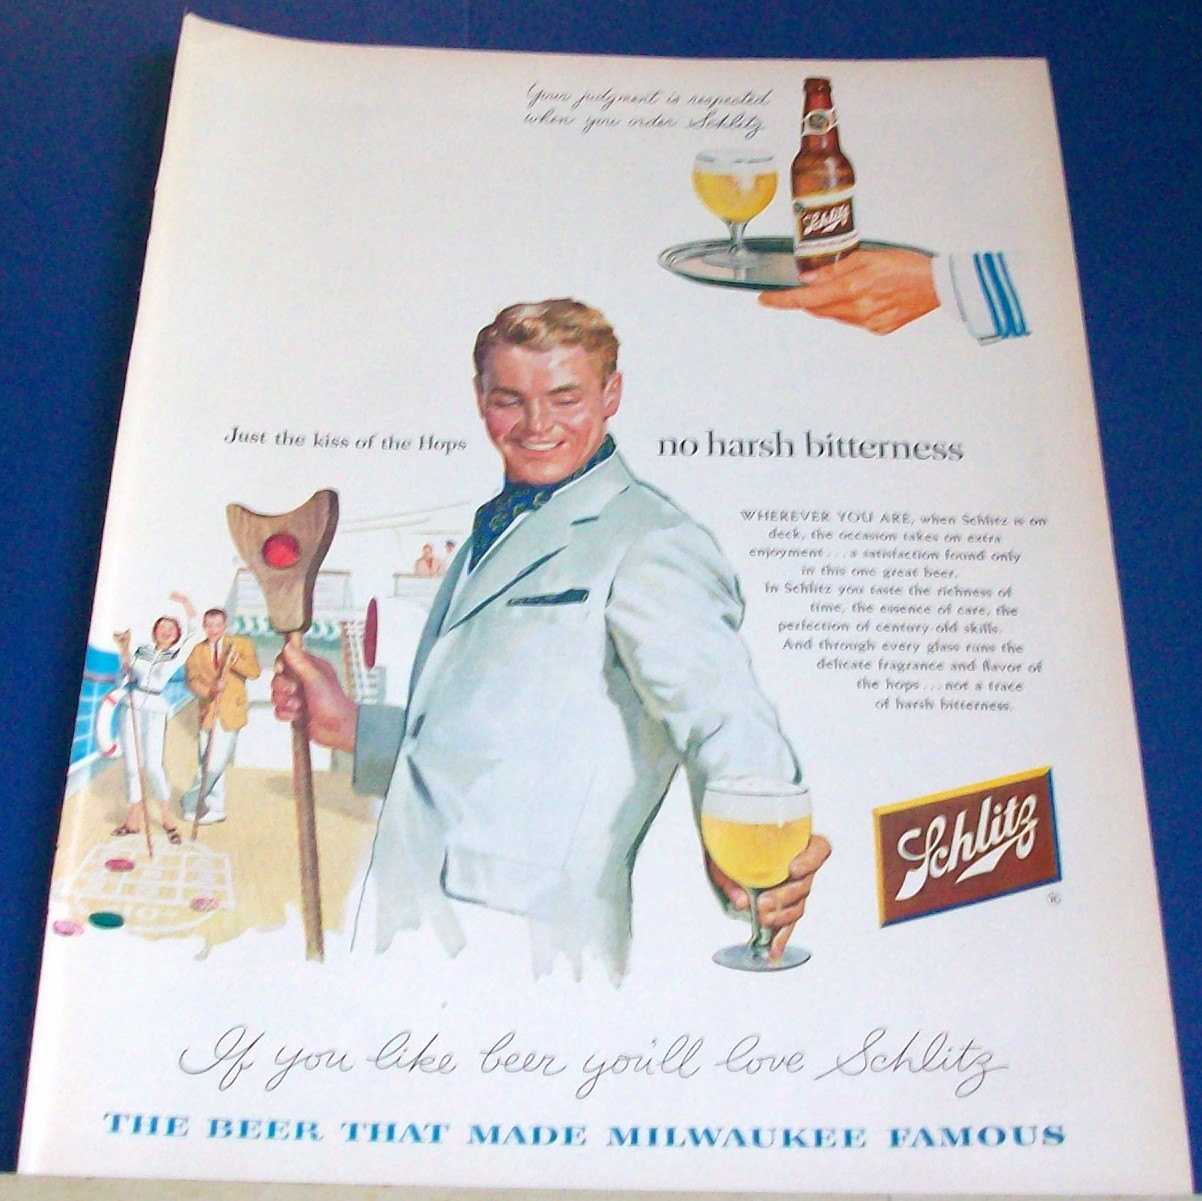 Your judgment is respected
when you order Schlitz
Schlitz
Just the kiss of the Hops
no harsh bitterness
WHEREVER YOU ARE, when Schlitz is on
deck, the occasion takes on extra
enjoyment ... a satisfaction found only
in this one great beer.
In Schlitz you taste the richness of
time, the essence of care, the
perfection of century-old skills.
And through every glass runs the
delicate fragrance and flavor of
the hops ... not a trace
of harsh bitterness.
Schlitz
®
If you like beer you'll love Schlitz
THE BEER THAT MADE MILWAUKEE FAMOUS